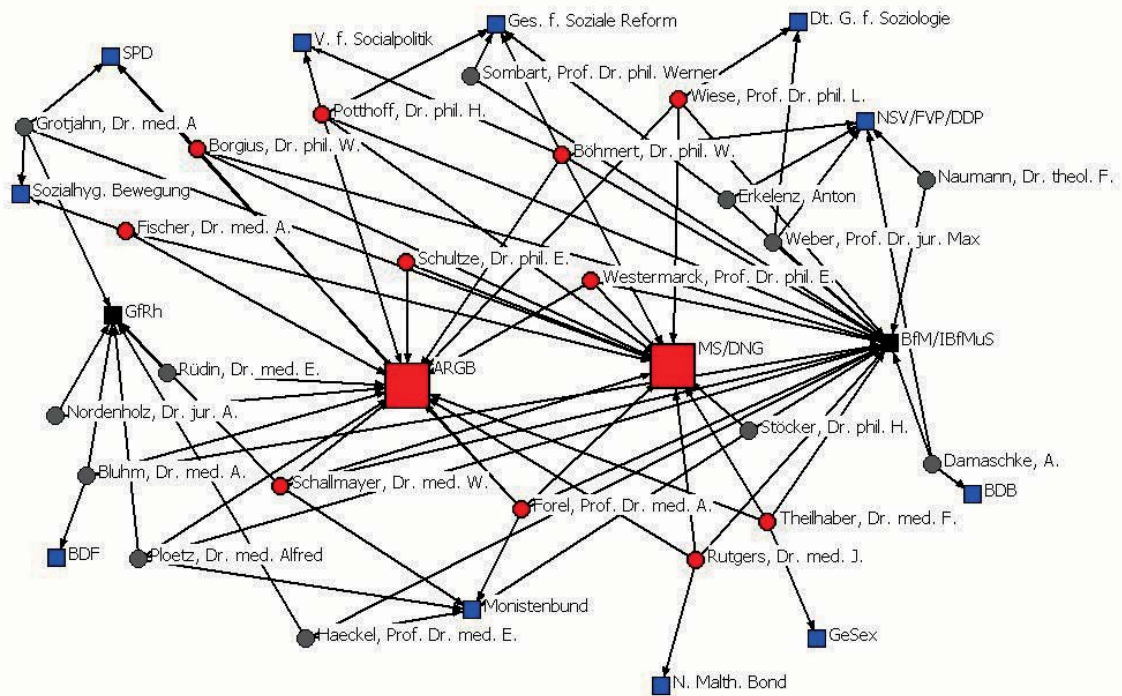 Ges. f. Soziale Reform
Dt. G. f. Soziologie
V. f. Socialpolitik
SPD
Sombart, Prof. Dr. phil. Werner
Wiese, Prof. Dr. phil. L.
Potthoff, Dr. phil. H.
NSV/FVP/DDP
Grotjahn, Dr. med. A
Borgius, Dr. phil. W.
Böhmert, Dr. phil. W.
Naumann, Dr. theol. F.
Sozialhyg. Bewegung
Erkelenz, Anton
Fischer, Dr. med. A.
Weber, Prof. Dr. jur. Max
Schultze, Dr. phil. E.
Westermarck, Prof. Dr. phil. E.
GfRh
BfM/IBfMuS
MS/DNG
ARGB
Rüdin, Dr. med. E.
Nordenholz, Dr. jur. A.
Stöcker, Dr. phil. H.
Damaschke, A.
Bluhm, Dr. med. A.
Schallmayer, Dr. med. W.
BDB
Forel, Prof. Dr. med. A.
Theilhaber, Dr. med. F.
BDF
Ploetz, Dr. med. Alfred
Rutgers, Dr. med. J.
Monistenbund
Haeckel, Prof. Dr. med. E.
GeSex
N. Malth. Bond